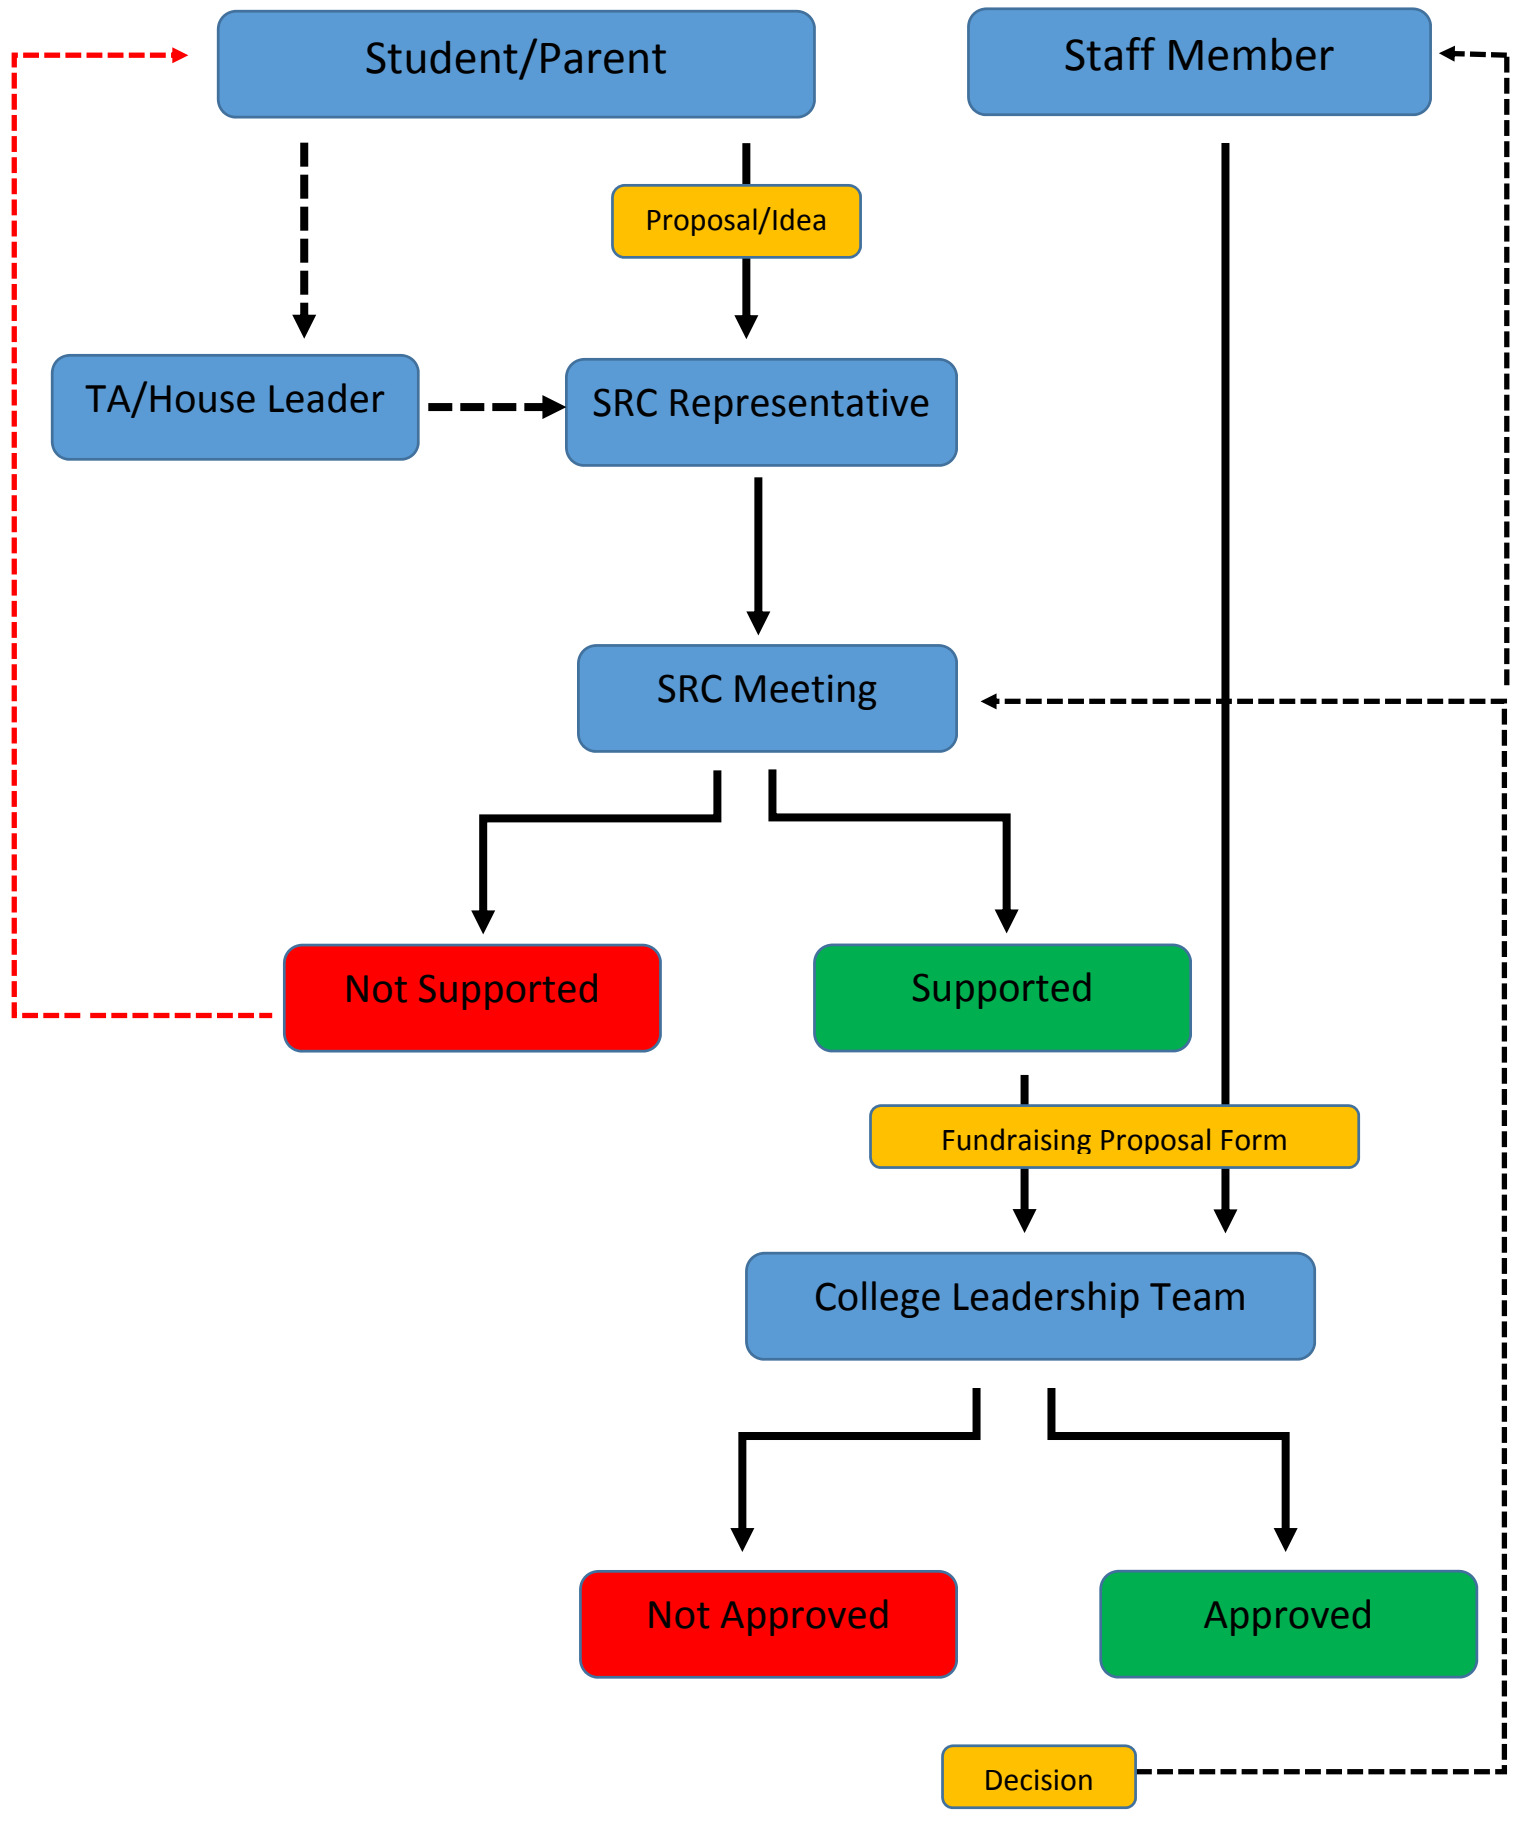 Student/Parent
Staff Member
Proposal/Idea
TA/House Leader
SRC Representative
SRC Meeting
Not Supported
Supported
Fundraising Proposal Form
College Leadership Team
Not Approved
Approved
Decision